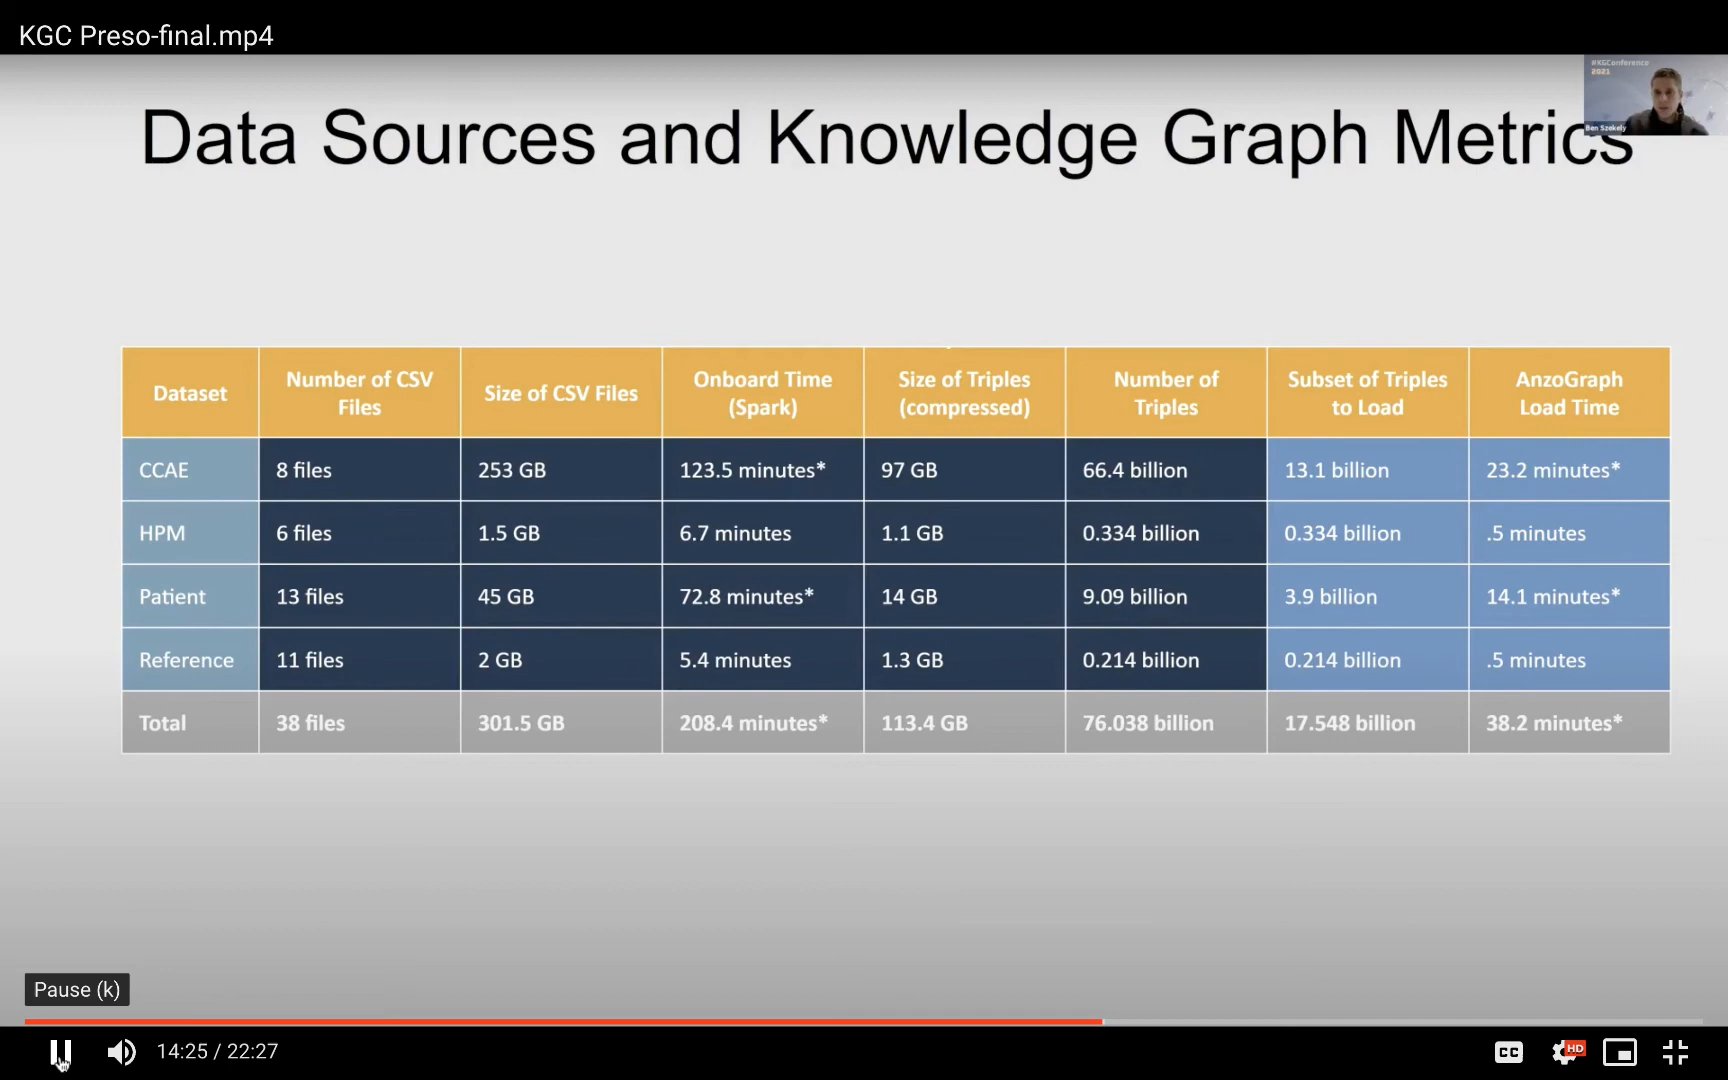 KGC Preso-final.mp4
#KGConference
2021
Ben Szekely
Data Sources and Knowledge Graph Metrics
Dataset
Number of CSV
Files
Size of CSV Files
Onboard Time
(Spark)
Size of Triples
(compressed)
Number of
Triples
Subset of Triples
to Load
AnzoGraph
Load Time
CCAE 8 files 253 GB 123.5 minutes* 97 GB 66.4 billion 13.1 billion 23.2 minutes*
HPM 6 files 1.5 GB 6.7 minutes 1.1 GB 0.334 billion 0.334 billion .5 minutes
Patient 13 files 45 GB 72.8 minutes* 14 GB 9.09 billion 3.9 billion 14.1 minutes*
Reference 11 files 2 GB 5.4 minutes 1.3 GB 0.214 billion 0.214 billion .5 minutes
Total 38 files 301.5 GB 208.4 minutes* 113.4 GB 76.038 billion 17.548 billion 38.2 minutes*
Pause (k)
14:25 / 22:27
CC
HD